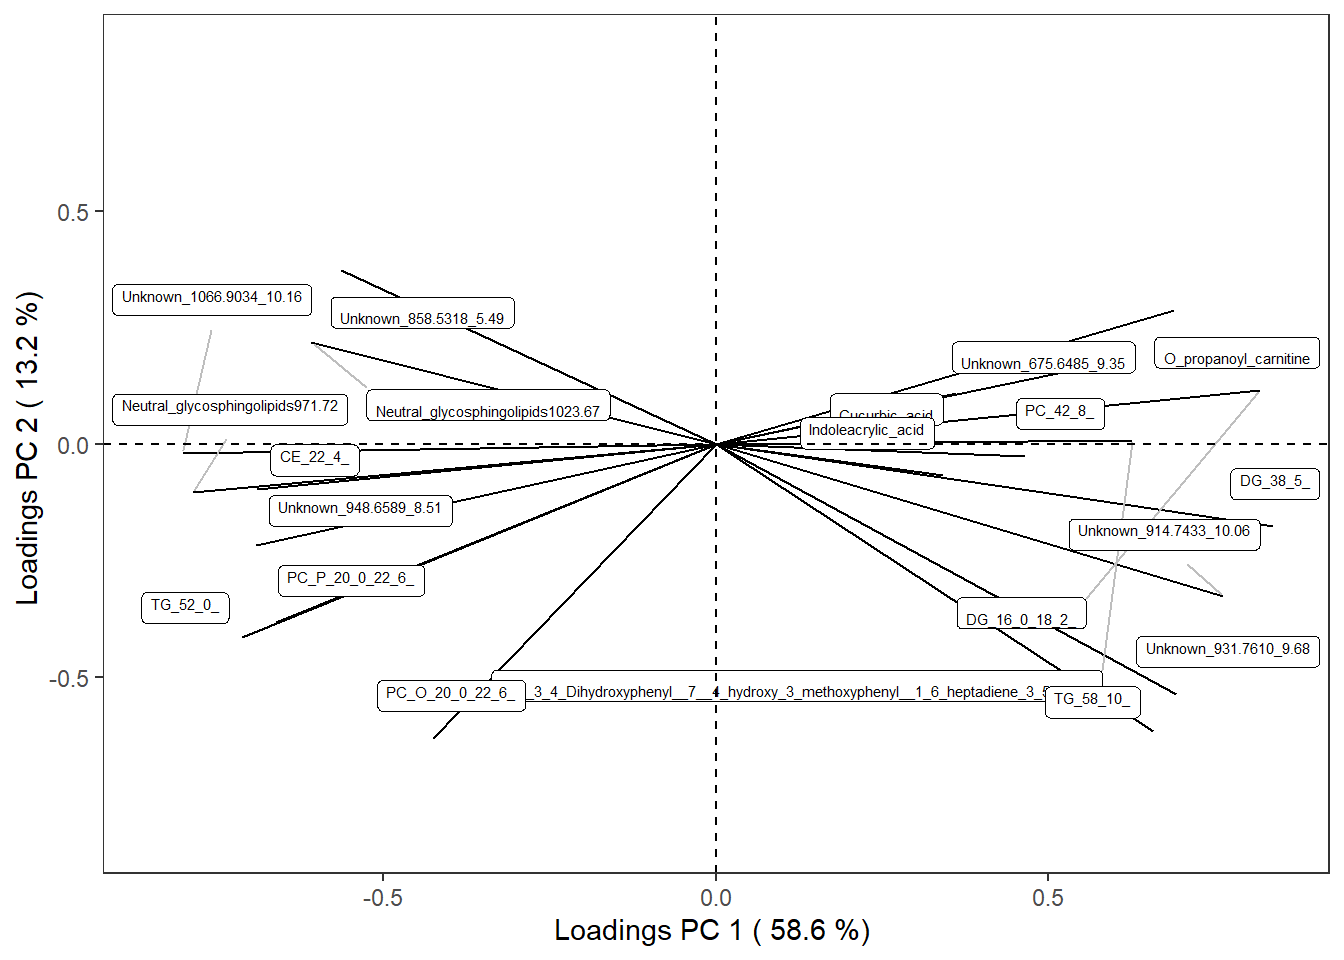 0.5
0.0
-0.5
Loadings PC 2 ( 13.2 %)
Unknown_1066.9034_10.16
Unknown_858.5318_5.49
Unknown_675.6485_9.35
O_propanoyl_carnitine
Neutral_glycosphingolipids971.72
Neutral_glycosphingolipids1023.67
Cucurbic_acid
PC_42_8_
Indoleacrylic_acid
CE_22_4_
DG_38_5_
Unknown_948.6589_8.51
Unknown_914.7433_10.06
PC_P_20_0_22_6_
TG_52_0_
DG_16_0_18_2_
Unknown_931.7610_9.68
PC_O_20_0_22_6_
_3_4_Dihydroxyphenyl__7__4_hydroxy_3_methoxyphenyl__1_6_heptadiene_3_5
TG_58_10_
-0.5
0.0
0.5
Loadings PC 1 ( 58.6 %)